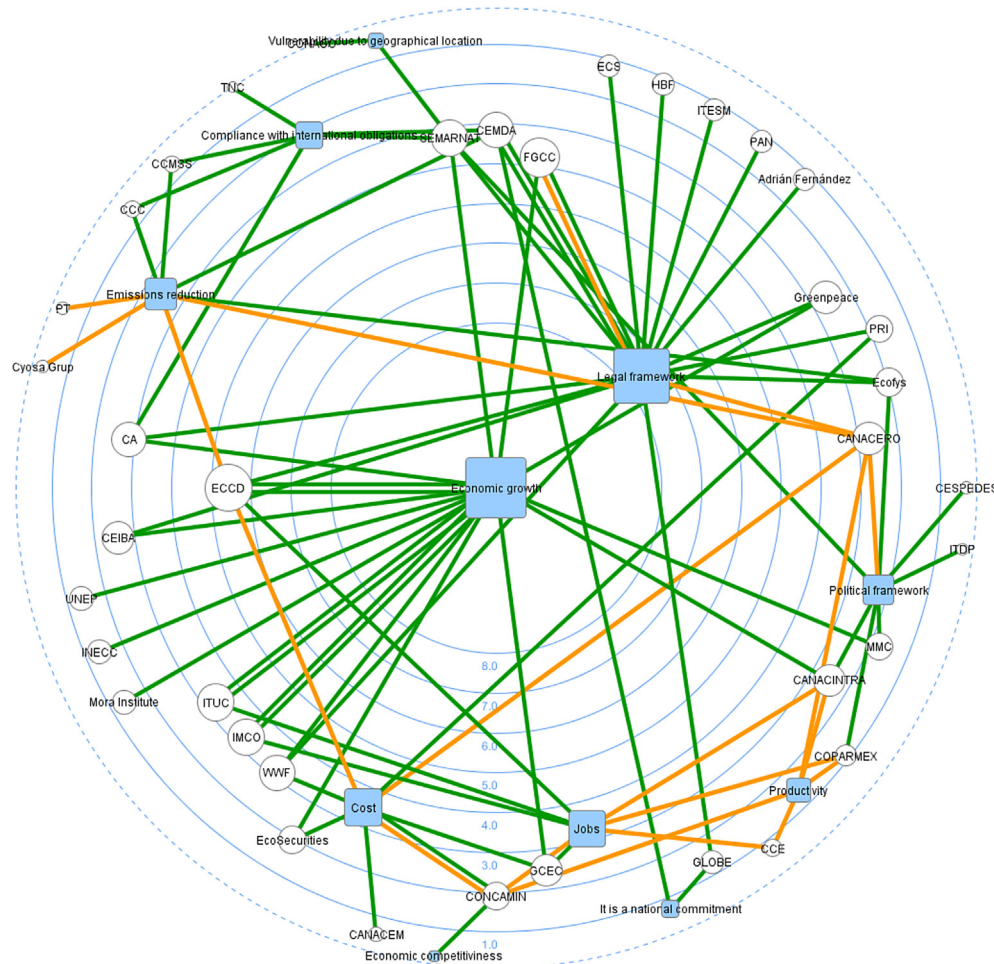 Vulnerability due to geographical location
CONAGO
ECS
HBF
TNC
ITESM
Compliance with international obligations
SEMARNAT
CEMDA
PAN
FGCC
CCMSS
Adrián Fernández
CCC
Emissions reduction
Greenpeace
PT
PRI
Cyosa Grup
Legal framework
Ecofys
CA
CANACERO
ECCD
Economic growth
CESPEDES
CEIBA
ITDP
UNEP
Political framework
INECC
MMC
8.0
CANACINTRA
Mora Institute
ITUC
7.0
IMCO
6.0
COPARMEX
WWF
5.0
Productivity
Cost
4.0
Jobs
EcoSecurities
CCE
3.0
GLOBE
GCEC
CONCAMIN
It is a national commitment
CANACEM
1.0
Economic competitiviness